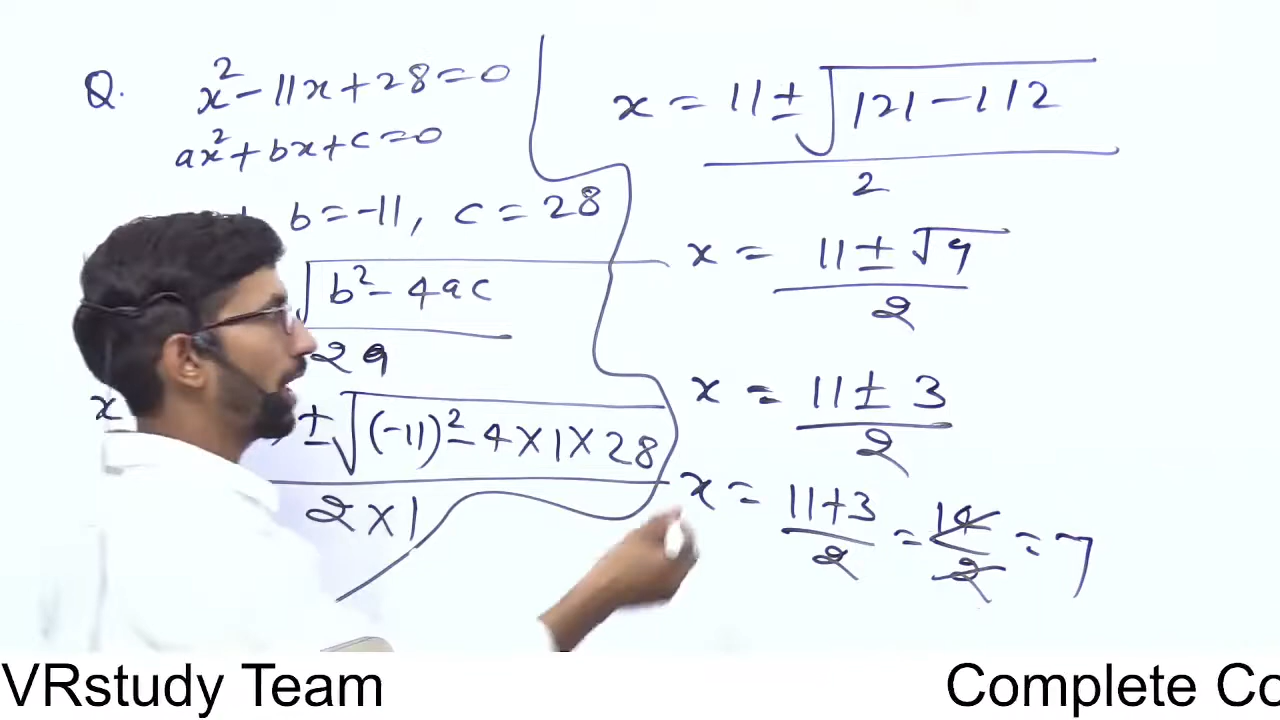 Q. x² - 11x + 28 = 0
ax² + bx + c = 0
b = -11, c = 28
√b² - 4ac
2a
x ± √(-11)² - 4 × 1 × 28
2 × 1
x = 11 ± √121 - 112
2
x = 11 ± √9
2
x = 11 ± 3
2
x = 11+3 / 2 = 14 / 2 = 7
VRstudy Team
Complete Co